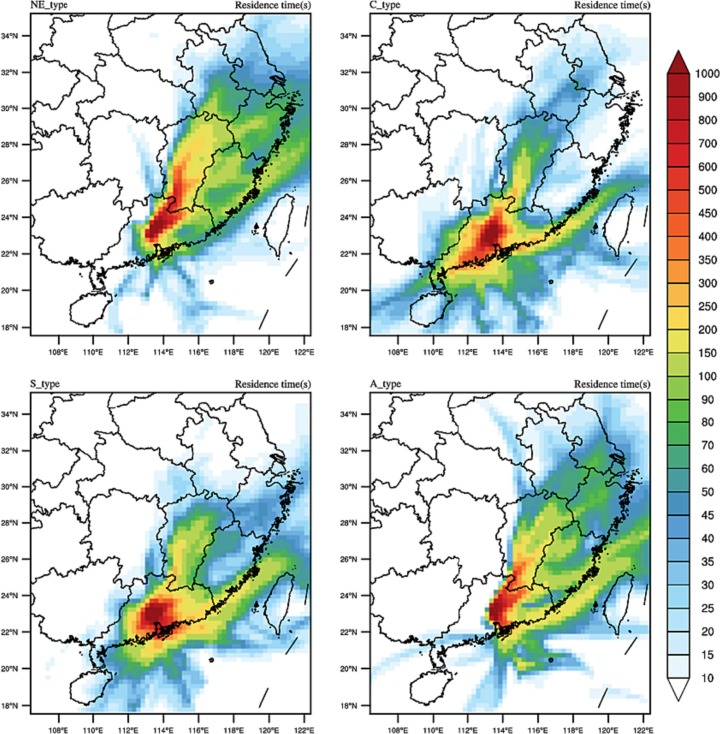 NE_type Residence time(s)
34°N
32°N
30°N
28°N
26°N
24°N
22°N
20°N
18°N
108°E 110°E 112°E 114°E 116°E 118°E 120°E 122°E
C_type Residence time(s)
34°N
32°N
30°N
28°N
26°N
24°N
22°N
20°N
18°N
108°E 110°E 112°E 114°E 116°E 118°E 120°E 122°E
S_type Residence time(s)
34°N
32°N
30°N
28°N
26°N
24°N
22°N
20°N
18°N
108°E 110°E 112°E 114°E 116°E 118°E 120°E 122°E
A_type Residence time(s)
34°N
32°N
30°N
28°N
26°N
24°N
22°N
20°N
18°N
108°E 110°E 112°E 114°E 116°E 118°E 120°E 122°E
1000
900
800
700
600
500
450
400
350
300
250
200
150
100
90
80
70
60
50
45
40
35
30
25
20
15
10